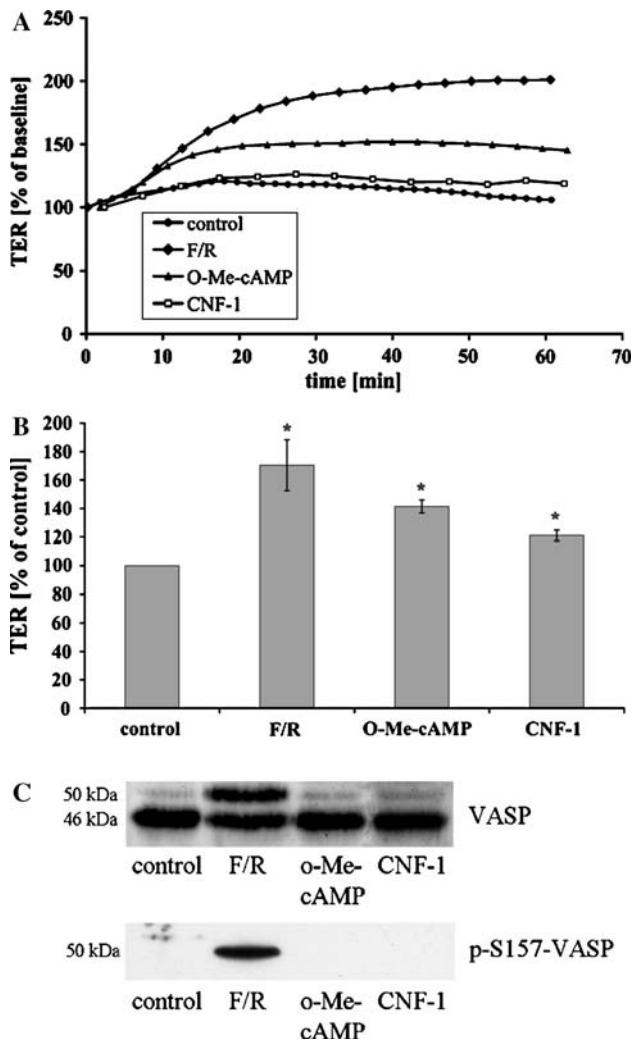 A
TER [% of baseline]
250
200
150
100
50
0
control
F/R
O-Me-cAMP
CNF-1
0 10 20 30 40 50 60 70
time [min]
B
TER [% of control]
200
180
160
140
120
100
80
60
40
20
0
*
*
*
control F/R O-Me-cAMP CNF-1
C
50 kDa
46 kDa
VASP
control F/R o-Me- CNF-1
cAMP
50 kDa
p-S157-VASP
control F/R o-Me- CNF-1
cAMP